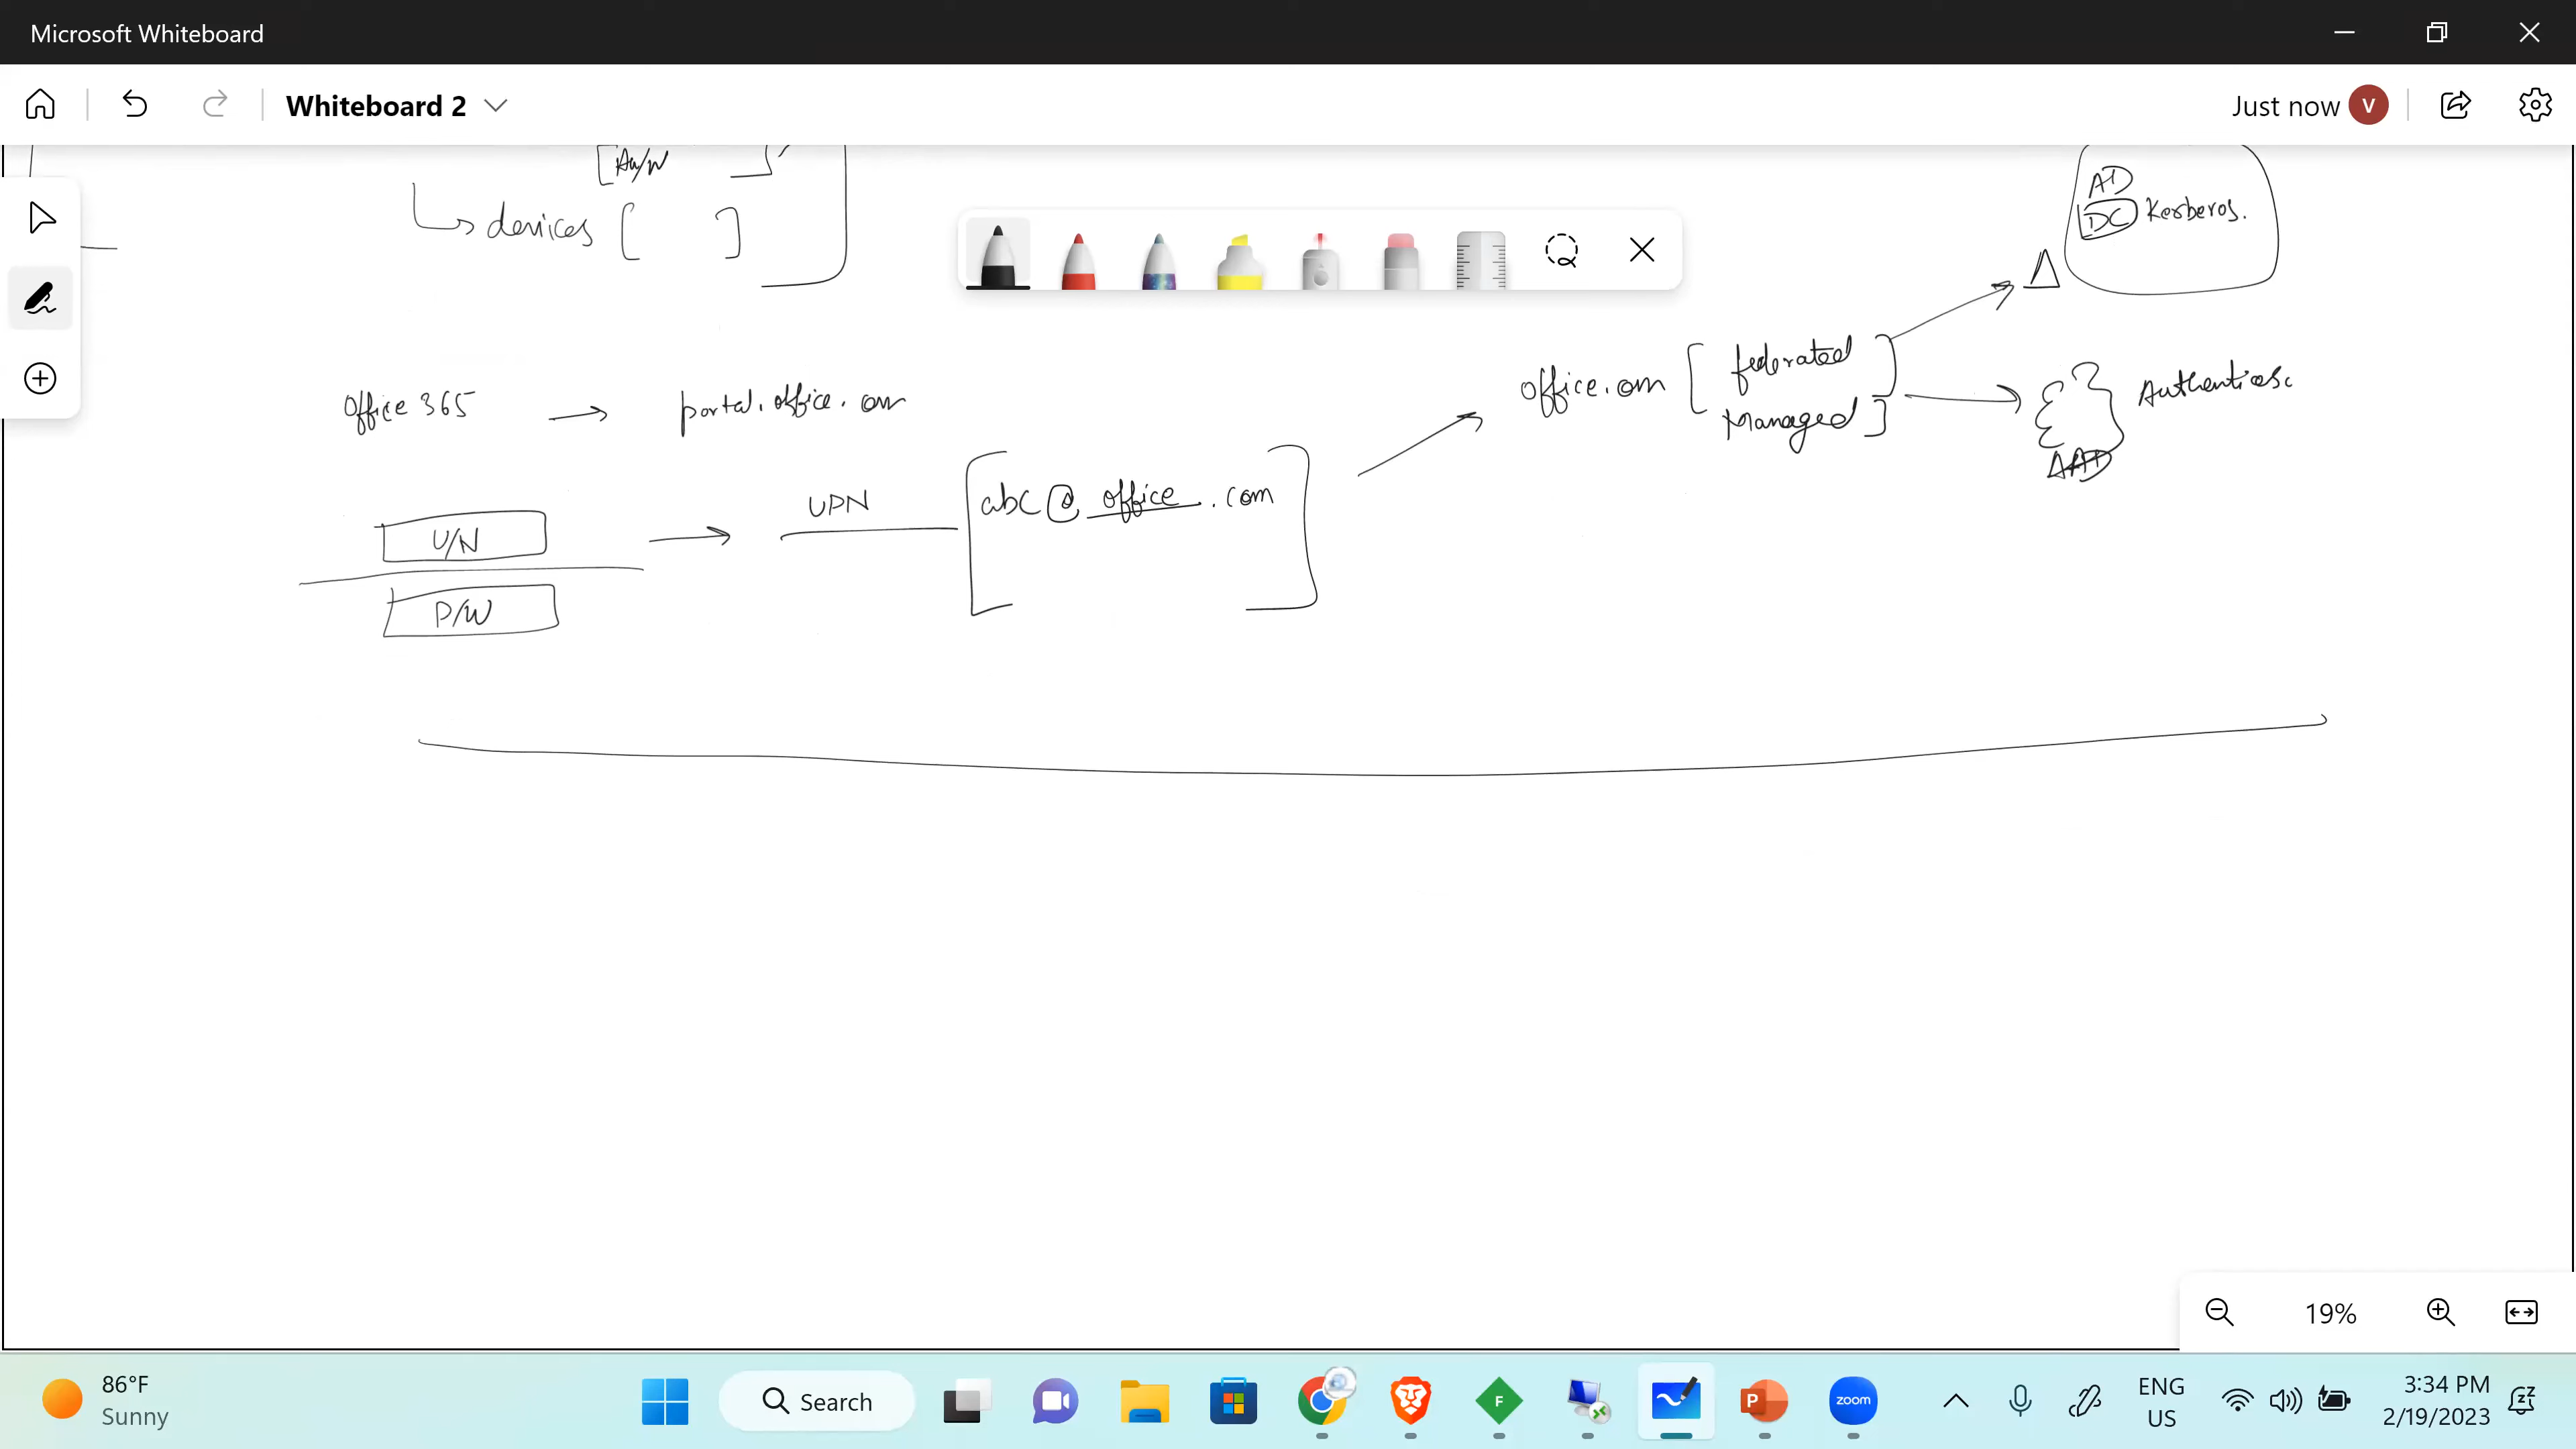 Microsoft Whiteboard
Whiteboard 2
Just now V
devices [ ]
AD
DC Kerberos.
Office 365 → portal.office.com
U/N
P/W
UPN
abc@office.com
office.com [ federated
Managed ]
AAD
19%
86°F
Sunny
Search
F
P
zoom
ENG
US
3:34 PM
2/19/2023